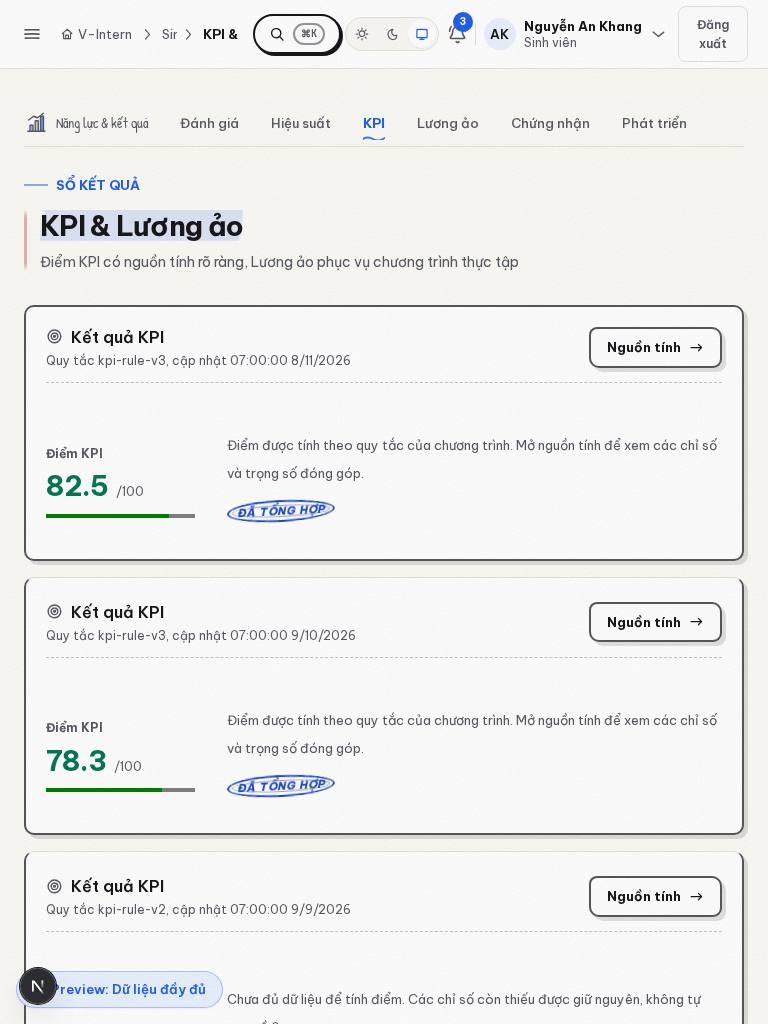 V-Intern
Sir
KPI &
⌘K
3
AK
Nguyễn An Khang
Sinh viên
Đăng
xuất
Năng lực & kết quả
Đánh giá
Hiệu suất
KPI
Lương ảo
Chứng nhận
Phát triển
SỔ KẾT QUẢ
KPI & Lương ảo
Điểm KPI có nguồn tính rõ ràng, Lương ảo phục vụ chương trình thực tập
Kết quả KPI
Quy tắc kpi-rule-v3, cập nhật 07:00:00 8/11/2026
Nguồn tính →
Điểm KPI
82.5 /100
Điểm được tính theo quy tắc của chương trình. Mở nguồn tính để xem các chỉ số
và trọng số đóng góp.
ĐÃ TỔNG HỢP
Kết quả KPI
Quy tắc kpi-rule-v3, cập nhật 07:00:00 9/10/2026
Nguồn tính →
Điểm KPI
78.3 /100
Điểm được tính theo quy tắc của chương trình. Mở nguồn tính để xem các chỉ số
và trọng số đóng góp.
ĐÃ TỔNG HỢP
Kết quả KPI
Quy tắc kpi-rule-v2, cập nhật 07:00:00 9/9/2026
Nguồn tính →
N
Preview: Dữ liệu đầy đủ
Chưa đủ dữ liệu để tính điểm. Các chỉ số còn thiếu được giữ nguyên, không tự